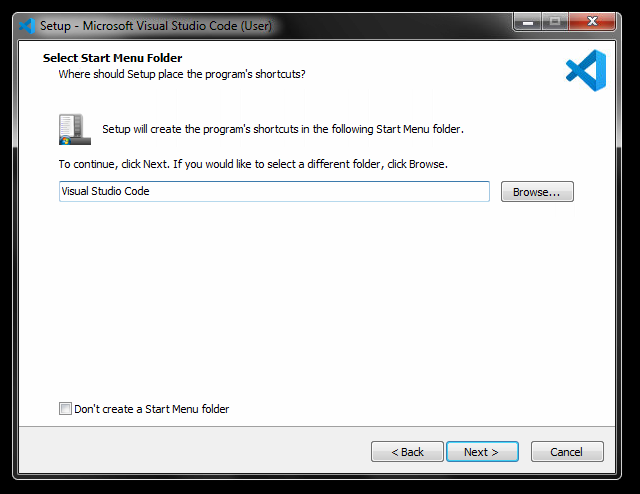 Setup - Microsoft Visual Studio Code (User)
Select Start Menu Folder
Where should Setup place the program's shortcuts?
Setup will create the program's shortcuts in the following Start Menu folder.
To continue, click Next. If you would like to select a different folder, click Browse.
Visual Studio Code
Browse...
Don't create a Start Menu folder
< Back
Next >
Cancel